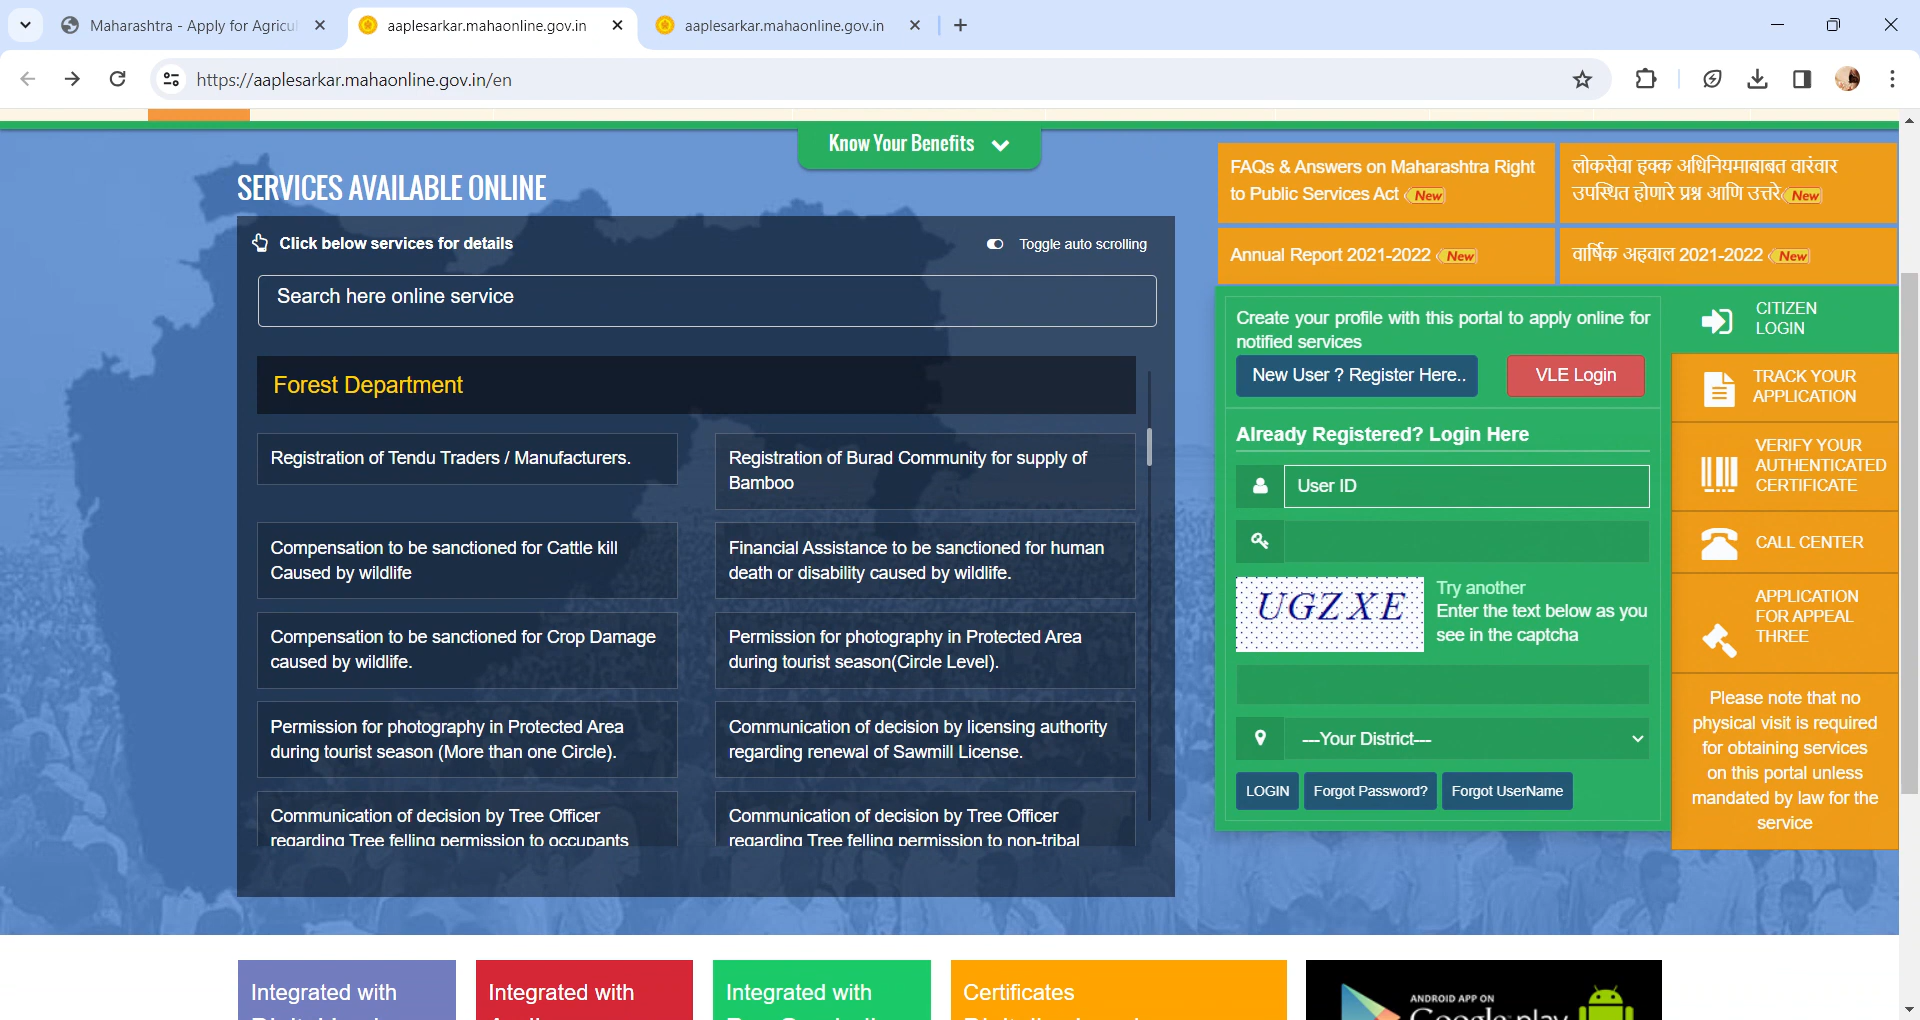 Maharashtra - Apply for Agricul
aaplesarkar.mahaonline.gov.in
aaplesarkar.mahaonline.gov.in
https://aaplesarkar.mahaonline.gov.in/en
Know Your Benefits
SERVICES AVAILABLE ONLINE
Click below services for details
Toggle auto scrolling
Search here online service
Forest Department
Registration of Tendu Traders / Manufacturers.
Registration of Burad Community for supply of
Bamboo
Compensation to be sanctioned for Cattle kill
Caused by wildlife
Financial Assistance to be sanctioned for human
death or disability caused by wildlife.
Compensation to be sanctioned for Crop Damage
caused by wildlife.
Permission for photography in Protected Area
during tourist season(Circle Level).
Permission for photography in Protected Area
during tourist season (More than one Circle).
Communication of decision by licensing authority
regarding renewal of Sawmill License.
Communication of decision by Tree Officer
regarding Tree felling permission to occupants
Communication of decision by Tree Officer
regarding Tree felling permission to non-tribal
FAQs & Answers on Maharashtra Right
to Public Services Act New
लोकसेवा हक्क अधिनियमाबाबत वारंवार
उपस्थित होणारे प्रश्न आणि उत्तरे New
Annual Report 2021-2022 New
वार्षिक अहवाल 2021-2022 New
Create your profile with this portal to apply online for
notified services
New User ? Register Here..
VLE Login
Already Registered? Login Here
User ID
UGZXE
Try another
Enter the text below as you
see in the captcha
---Your District---
LOGIN
Forgot Password?
Forgot UserName
CITIZEN
LOGIN
TRACK YOUR
APPLICATION
VERIFY YOUR
AUTHENTICATED
CERTIFICATE
CALL CENTER
APPLICATION
FOR APPEAL
THREE
Please note that no
physical visit is required
for obtaining services
on this portal unless
mandated by law for the
service
Integrated with
Integrated with
Integrated with
Certificates
ANDROID APP ON
Google play